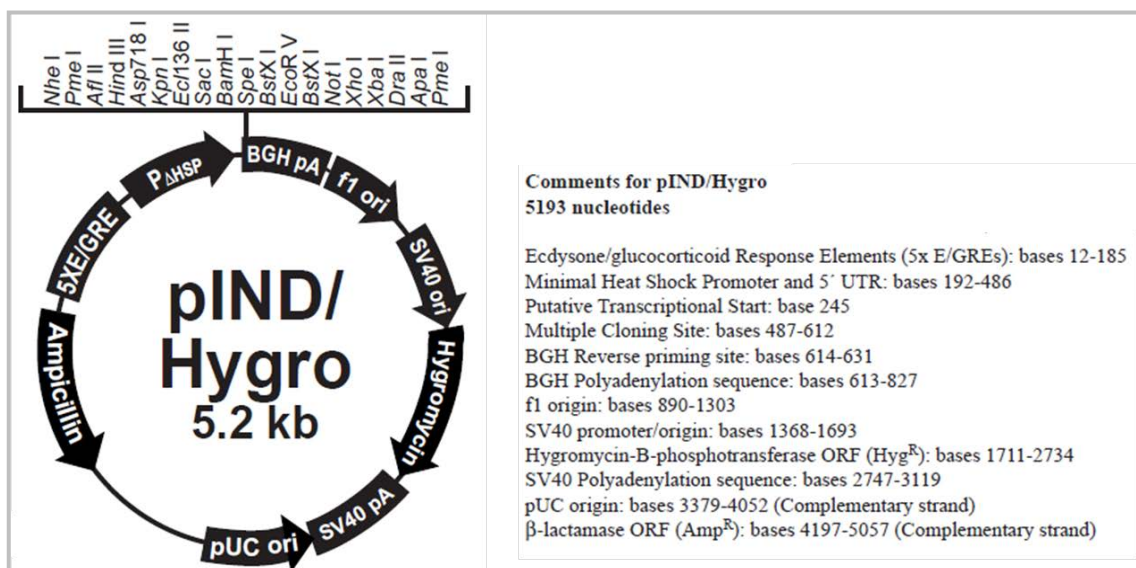 Nhe I
Pme I
Afl II
Hind III
Asp718 I
Kpn I
Ecl136 II
Sac I
BamH I
Spe I
BstX I
EcoR V
BstX I
Not I
Xho I
Xba I
Dra II
Apa I
Pme I
PΔHSP
BGH pA
f1 ori
SV40 ori
Hygromycin
SV40 pA
pUC ori
Ampicillin
5XE/GRE
pIND/
Hygro
5.2 kb
Comments for pIND/Hygro
5193 nucleotides
Ecdysone/glucocorticoid Response Elements (5x E/GREs): bases 12-185
Minimal Heat Shock Promoter and 5´ UTR: bases 192-486
Putative Transcriptional Start: base 245
Multiple Cloning Site: bases 487-612
BGH Reverse priming site: bases 614-631
BGH Polyadenylation sequence: bases 613-827
f1 origin: bases 890-1303
SV40 promoter/origin: bases 1368-1693
Hygromycin-B-phosphotransferase ORF (HygR): bases 1711-2734
SV40 Polyadenylation sequence: bases 2747-3119
pUC origin: bases 3379-4052 (Complementary strand)
β-lactamase ORF (AmpR): bases 4197-5057 (Complementary strand)